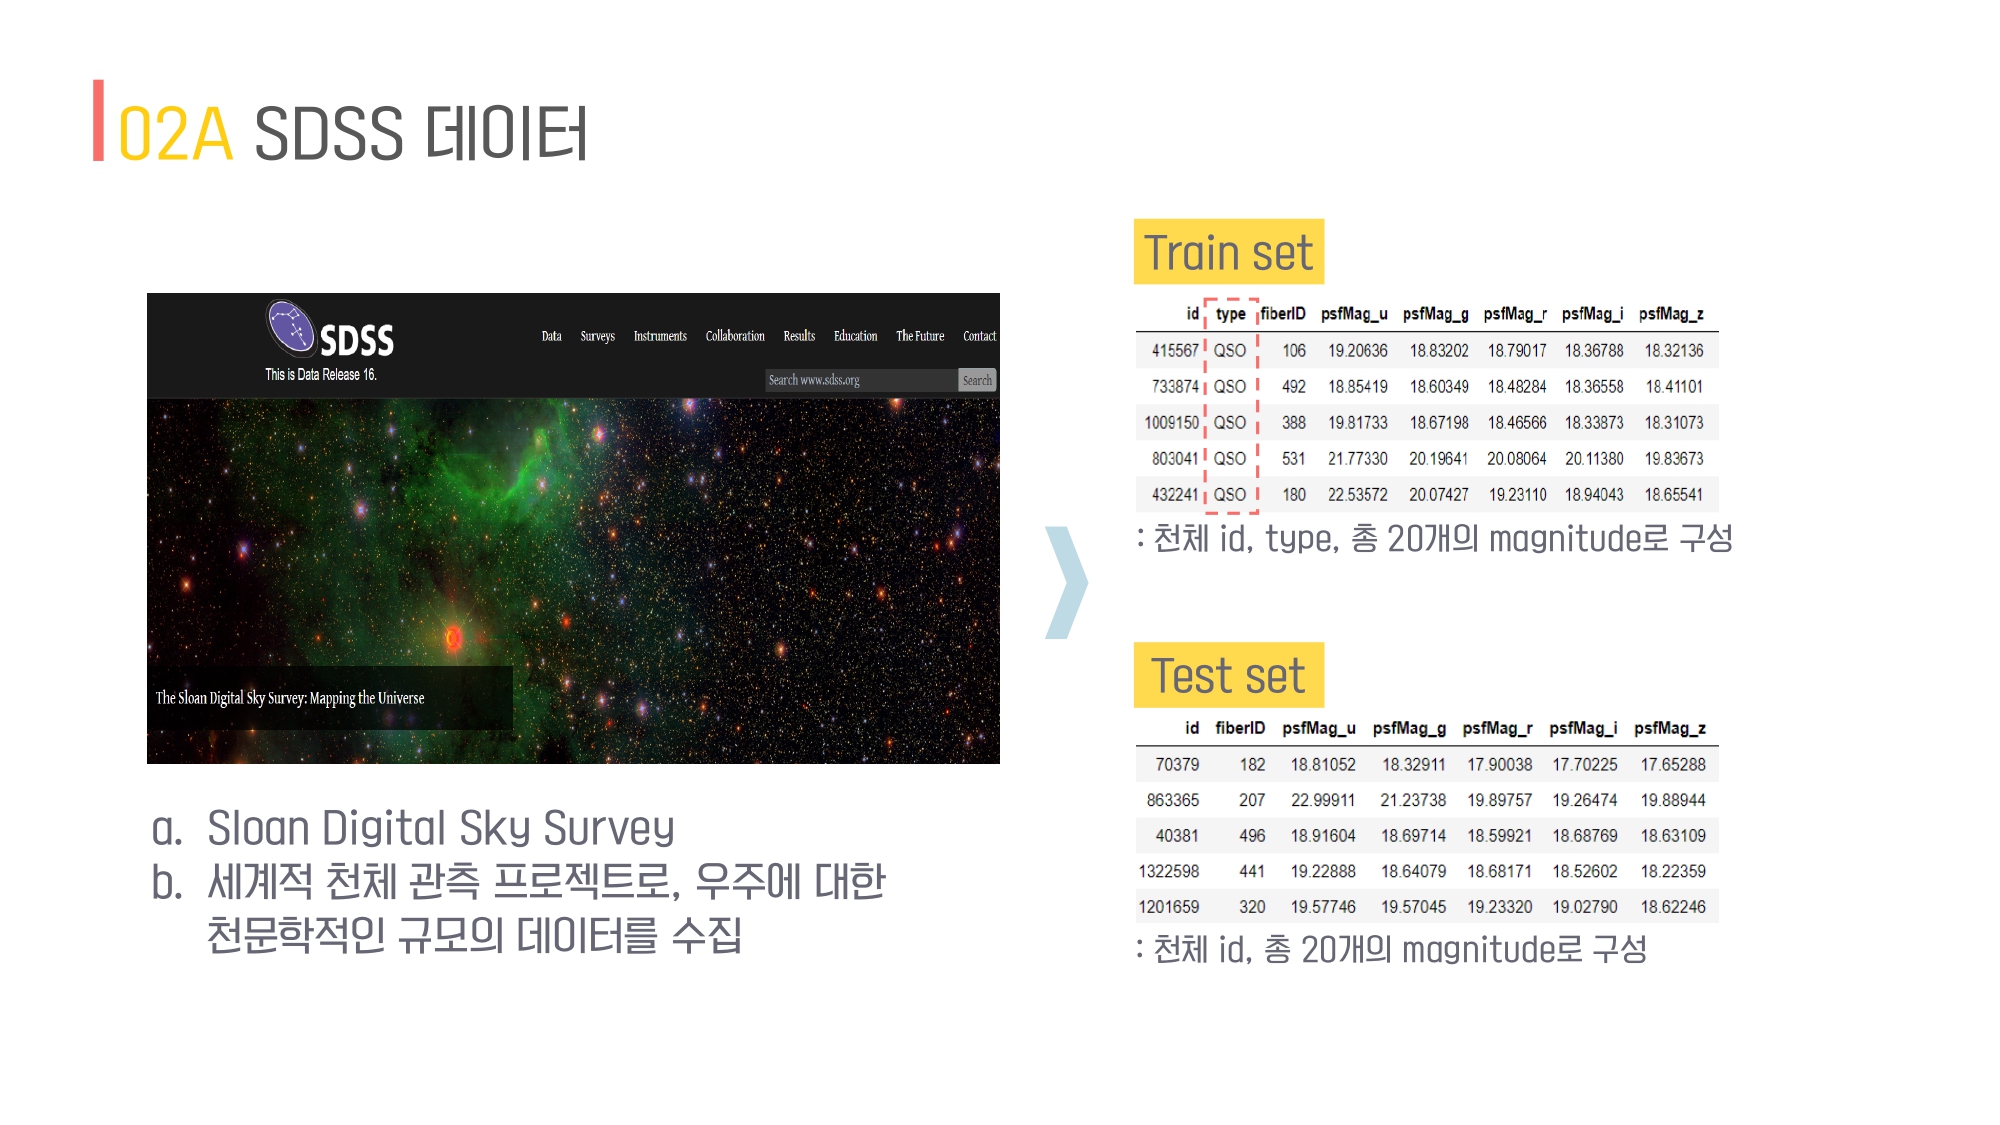 02A SDSS 데이터
SDSS
This is Data Release 16.
Data Surveys Instruments Collaboration Results Education The Future Contact
Search www.sdss.org Search
The Sloan Digital Sky Survey: Mapping the Universe
a. Sloan Digital Sky Survey
b. 세계적 천체 관측 프로젝트로, 우주에 대한
천문학적인 규모의 데이터를 수집
Train set
id type fiberID psfMag_u psfMag_g psfMag_r psfMag_i psfMag_z
415567 QSO 106 19.20636 18.83202 18.79017 18.36788 18.32136
733874 QSO 492 18.85419 18.60349 18.48284 18.36558 18.41101
1009150 QSO 388 19.81733 18.67198 18.46566 18.33873 18.31073
803041 QSO 531 21.77330 20.19641 20.08064 20.11380 19.83673
432241 QSO 180 22.53572 20.07427 19.23110 18.94043 18.65541
: 천체 id, type, 총 20개의 magnitude로 구성
Test set
id fiberID psfMag_u psfMag_g psfMag_r psfMag_i psfMag_z
70379 182 18.81052 18.32911 17.90038 17.70225 17.65288
863365 207 22.99911 21.23738 19.89757 19.26474 19.88944
40381 496 18.91604 18.69714 18.59921 18.68769 18.63109
1322598 441 19.22888 18.64079 18.68171 18.52602 18.22359
1201659 320 19.57746 19.57045 19.23320 19.02790 18.62246
: 천체 id, 총 20개의 magnitude로 구성